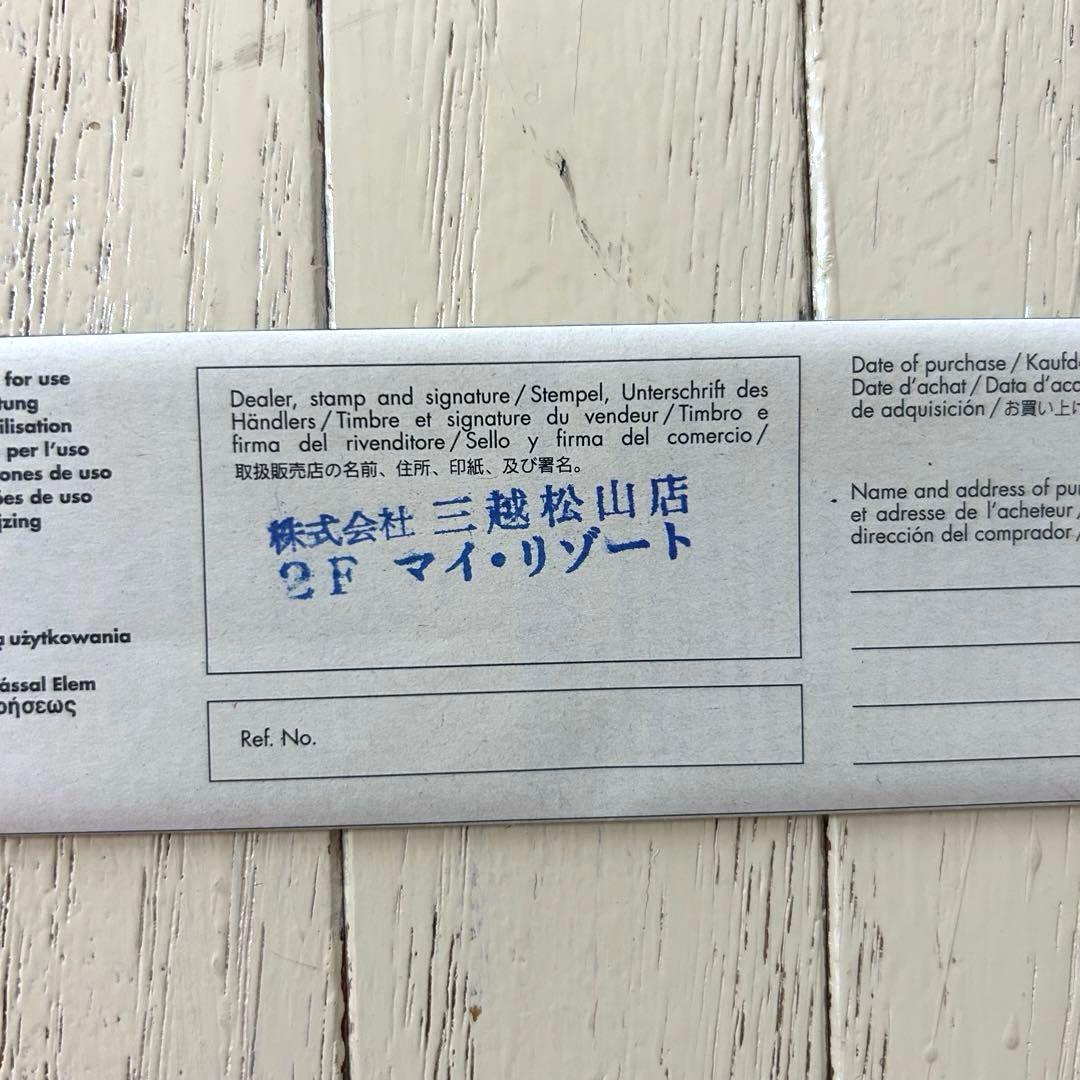 for use
tung
ilisation
per l'uso
ones de uso
ões de uso
jzing
użytkowania
ással Elem
ρήσεως
Dealer, stamp and signature / Stempel, Unterschrift des
Händlers / Timbre et signature du vendeur / Timbro e
firma del rivenditore / Sello y firma del comercio /
取扱販売店の名前、住所、印紙、及び署名。
株式会社 三越松山店
2F マイ・リゾート
Ref. No.
Date of purchase / Kaufd
Date d'achat / Data d'acq
de adquisición / お買い上げ
Name and address of pur
et adresse de l'acheteur /
dirección del comprador /